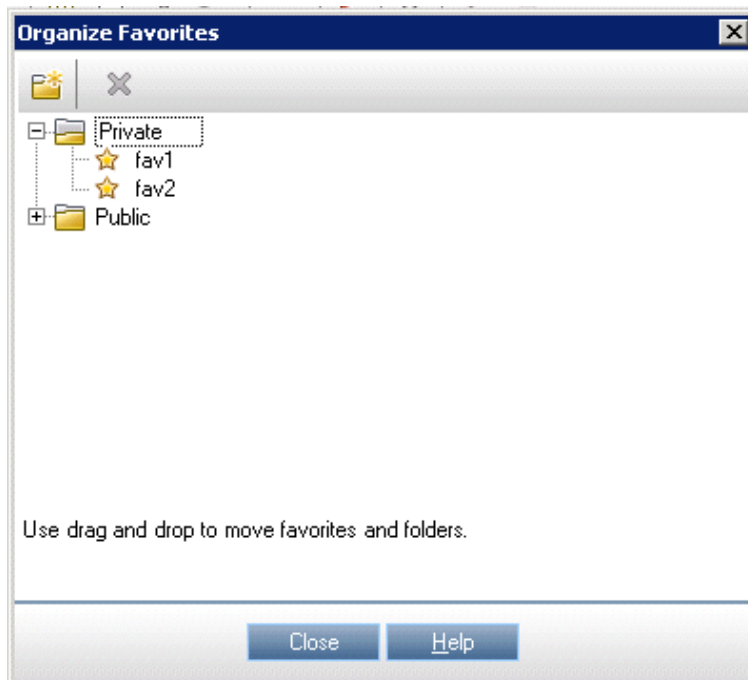 Organize Favorites
Private
fav1
fav2
Public
Use drag and drop to move favorites and folders.
Close Help